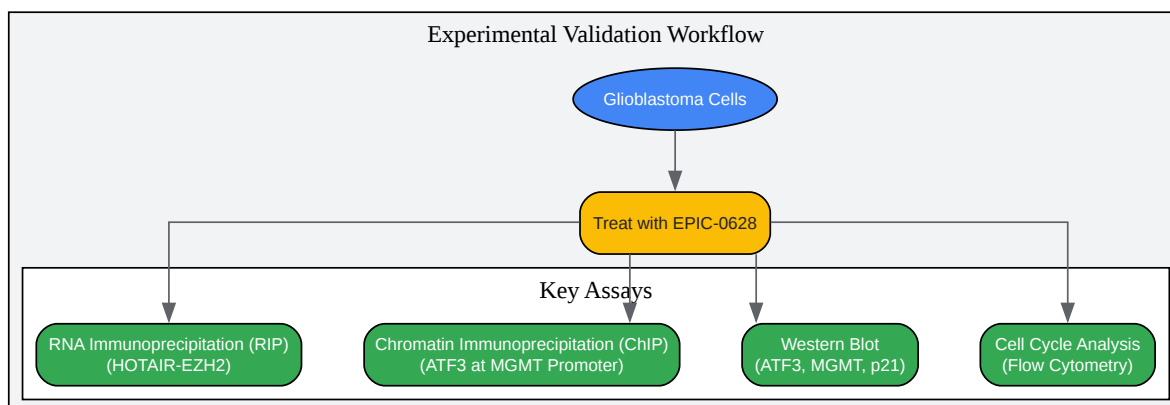 Experimental Validation Workflow
Glioblastoma Cells
Treat with EPIC-0628
Key Assays
RNA Immunoprecipitation (RIP)
(HOTAIR-EZH2)
Chromatin Immunoprecipitation (ChIP)
(ATF3 at MGMT Promoter)
Western Blot
(ATF3, MGMT, p21)
Cell Cycle Analysis
(Flow Cytometry)